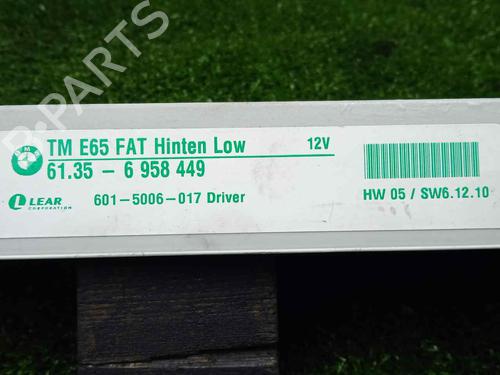 BMW
TM E65 FAT Hinten Low 12V
61.35 - 6 958 449
LEAR
CORPORATION
601-5006-017 Driver
HW 05 / SW6.12.10
B-PARTS